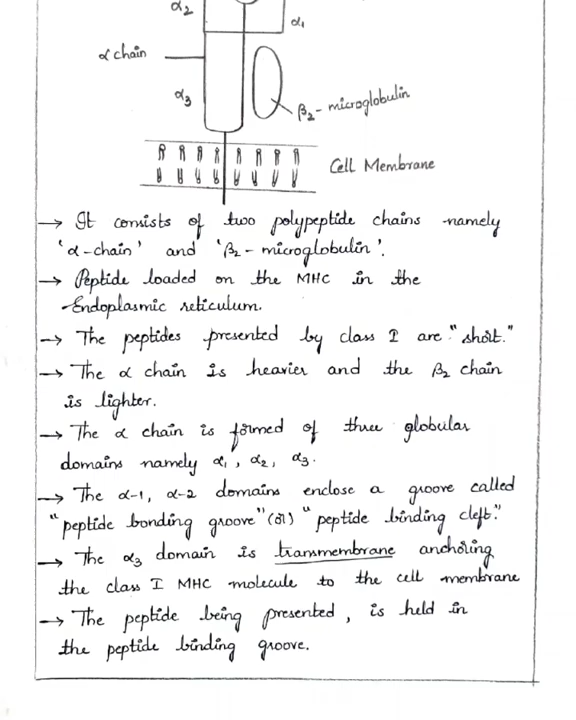 α2
α1
α chain
α3
β2 - microglobulin
Cell Membrane
→ It consists of two polypeptide chains namely
'α-chain' and 'β2 - microglobulin'.
→ Peptide loaded on the MHC in the
Endoplasmic reticulum.
→ The peptides presented by class I are "short."
→ The α chain is heavier and the β2 chain
is lighter.
→ The α chain is formed of three globular
domains namely α1, α2, α3.
→ The α-1, α-2 domains enclose a groove called
"peptide bonding groove" (or) "peptide binding cleft."
→ The α3 domain is transmembrane anchoring
the class I MHC molecule to the cell membrane
→ The peptide being presented, is held in
the peptide binding groove.